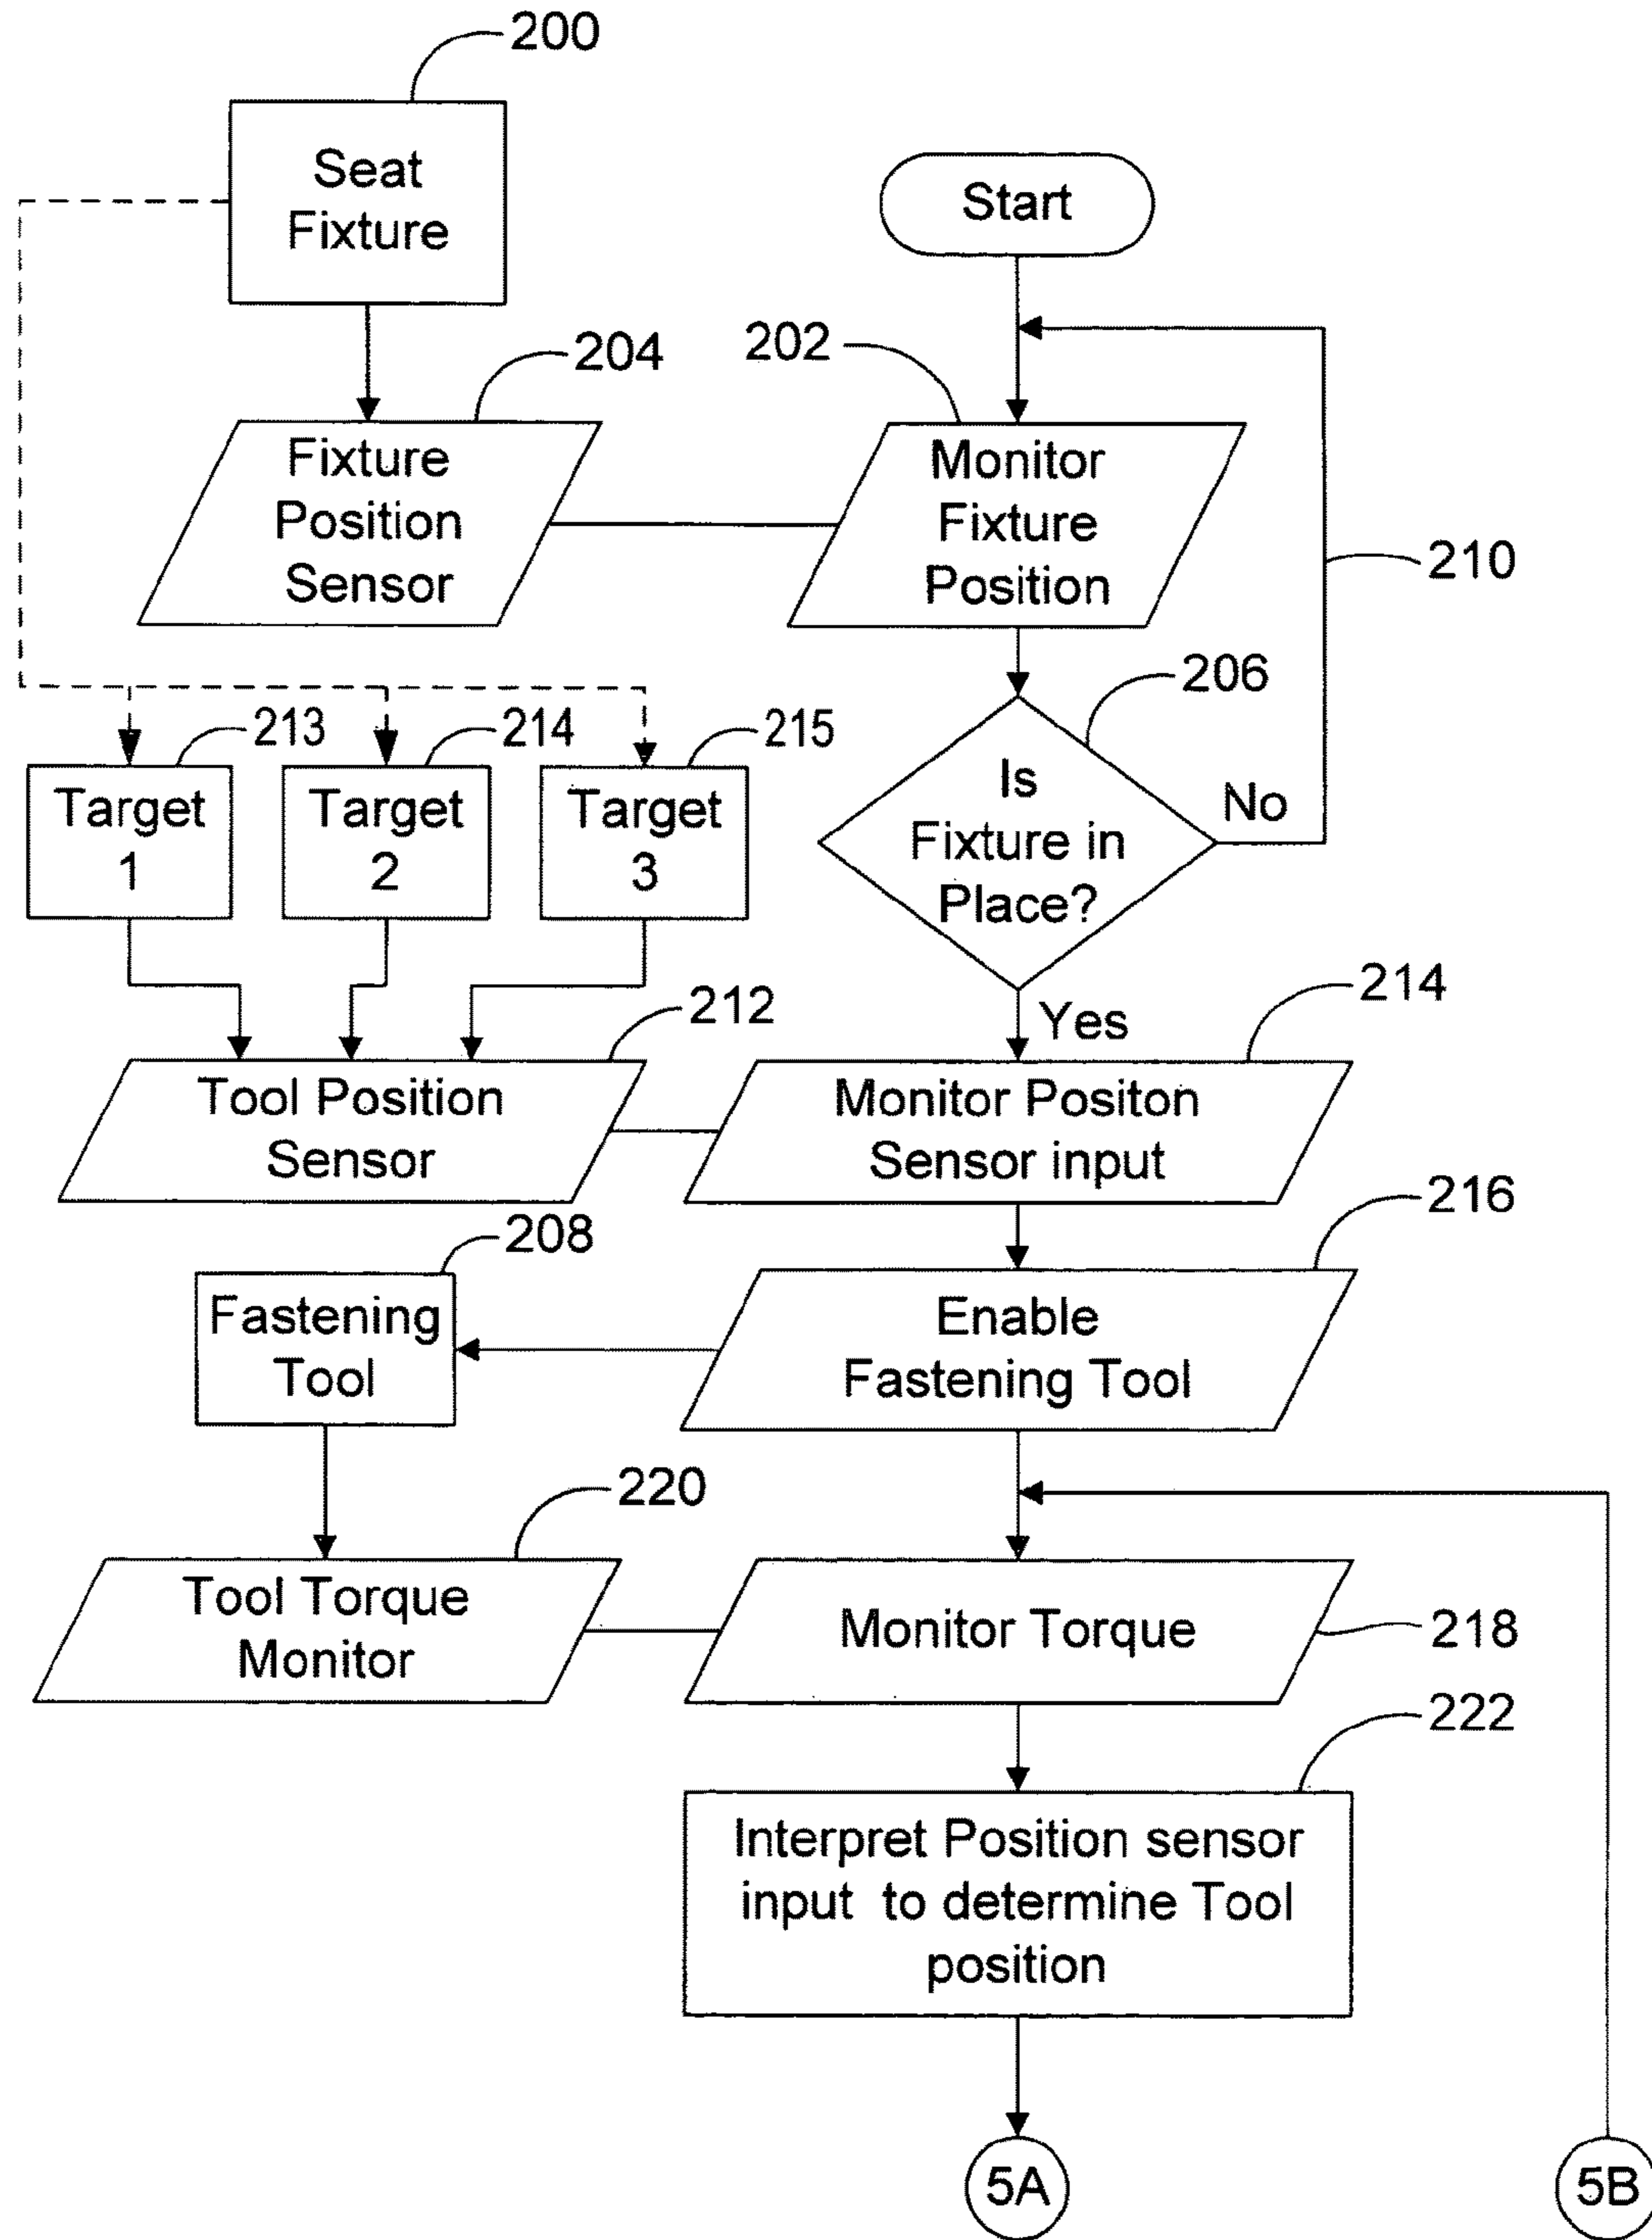 200
Seat
Fixture
Start
204
202
Fixture
Position
Sensor
Monitor
Fixture
Position
210
206
213
214
215
Target
1
Target
2
Target
3
Is
Fixture in
Place?
No
Yes
212
214
Tool Position
Sensor
Monitor Positon
Sensor input
216
208
Fastening
Tool
Enable
Fastening Tool
220
Tool Torque
Monitor
Monitor Torque
218
222
Interpret Position sensor
input to determine Tool
position
5A
5B